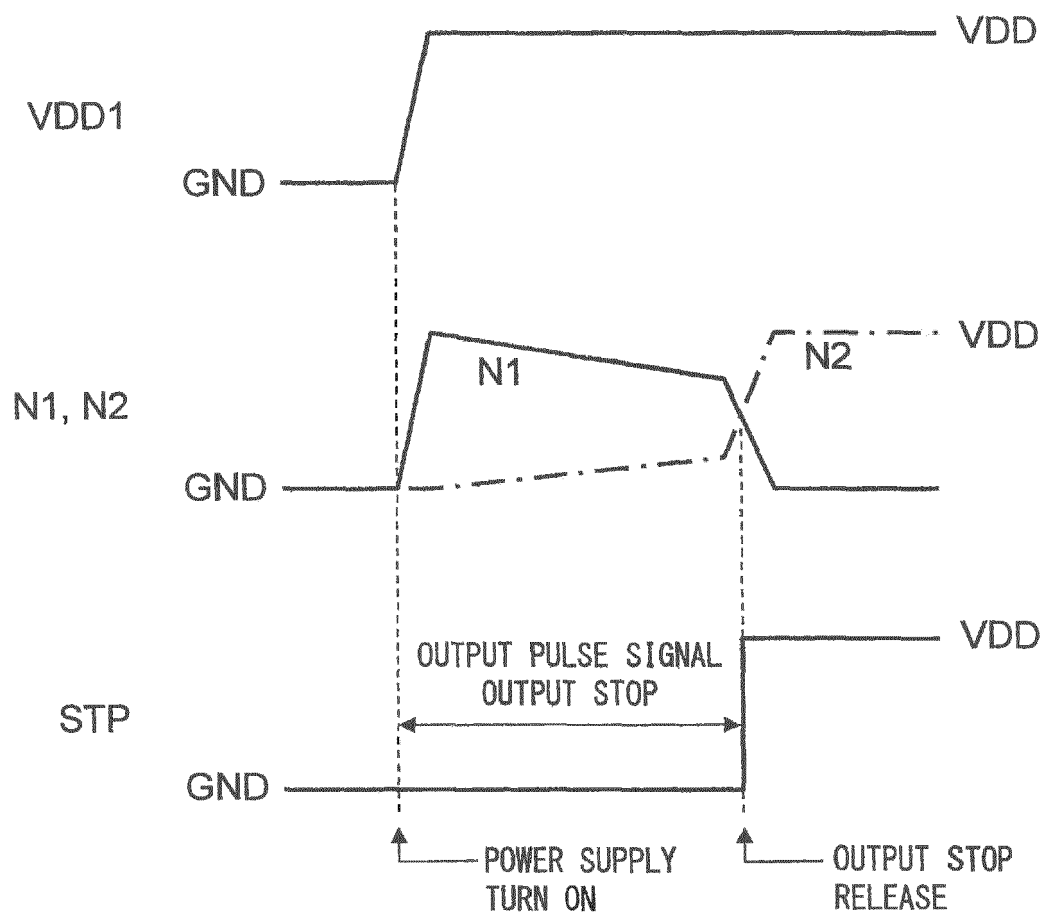 VDD
VDD1
GND
VDD
N1
N2
N1, N2
GND
VDD
OUTPUT PULSE SIGNAL
OUTPUT STOP
STP
GND
POWER SUPPLY
TURN ON
OUTPUT STOP
RELEASE